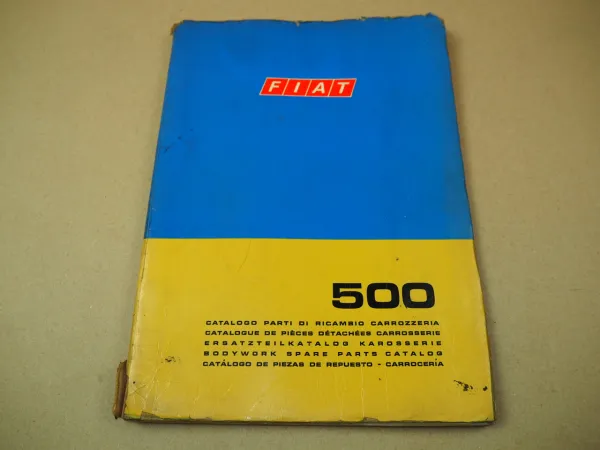 FIAT
500
CATALOGO PARTI DI RICAMBIO CARROZZERIA
CATALOGUE DE PIÈCES DÉTACHÉES CARROSSERIE
ERSATZTEILKATALOG KAROSSERIE
BODYWORK SPARE PARTS CATALOG
CATÁLOGO DE PIEZAS DE REPUESTO - CARROCERÍA